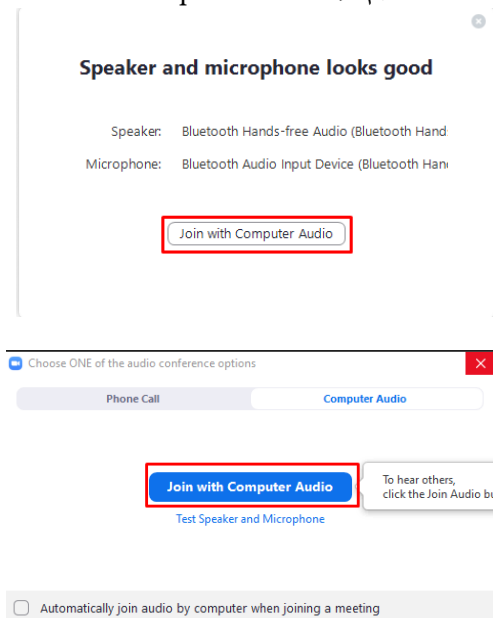 Speaker and microphone looks good
Speaker: Bluetooth Hands-free Audio (Bluetooth Hand
Microphone: Bluetooth Audio Input Device (Bluetooth Han
Join with Computer Audio
Choose ONE of the audio conference options
Phone Call Computer Audio
Join with Computer Audio
To hear others,
click the Join Audio bu
Test Speaker and Microphone
Automatically join audio by computer when joining a meeting